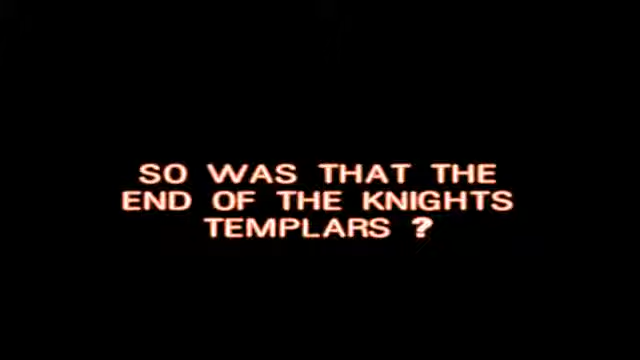 SO WAS THAT THE
END OF THE KNIGHTS
TEMPLARS ?